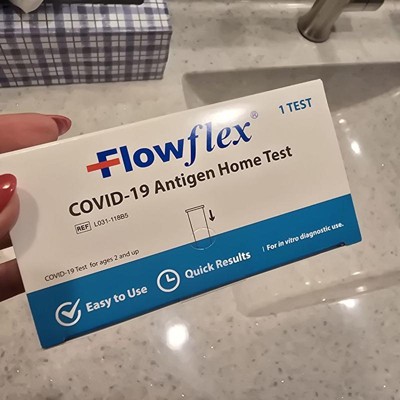 1 TEST
Flowflex®
COVID-19 Antigen Home Test
REF L031-118B5
COVID-19 Test for ages 2 and up
Easy to Use
Quick Results
For in vitro diagnostic use.